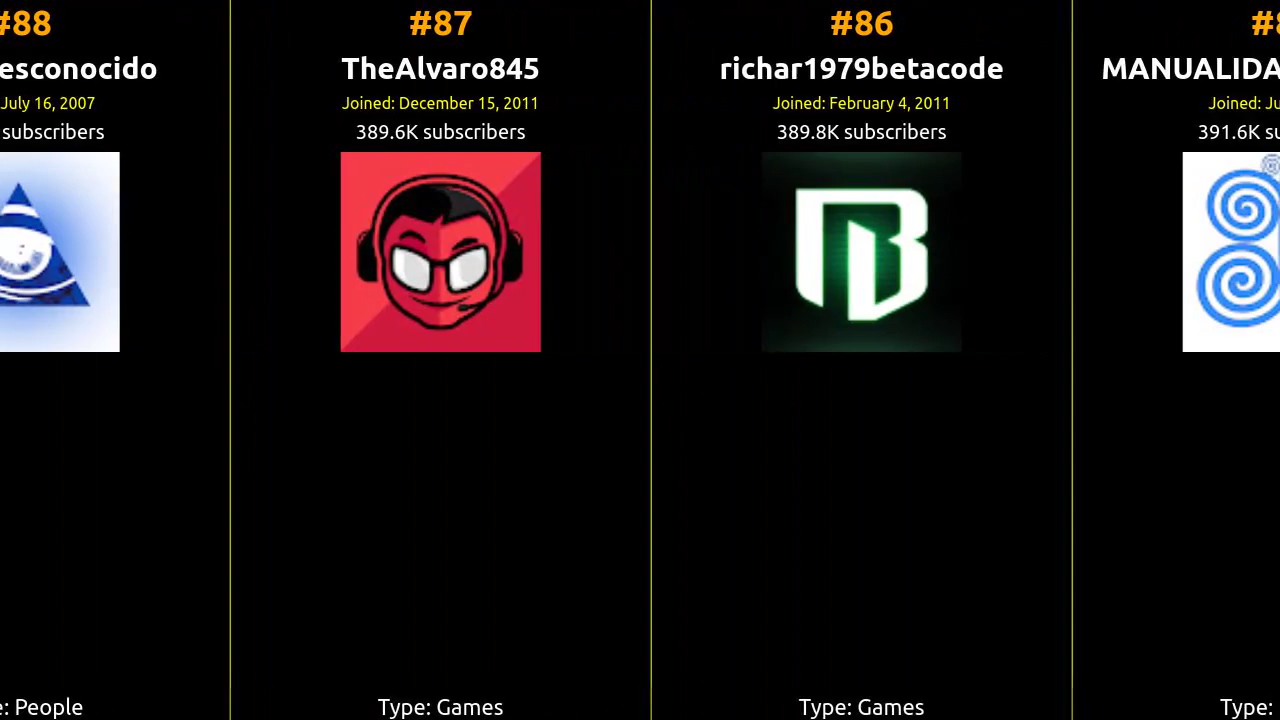 #88
esconocido
July 16, 2007
subscribers
e: People
#87
TheAlvaro845
Joined: December 15, 2011
389.6K subscribers
Type: Games
#86
richar1979betacode
Joined: February 4, 2011
389.8K subscribers
Type: Games
#8
MANUALIDA
Joined: Ju
391.6K su
Type: